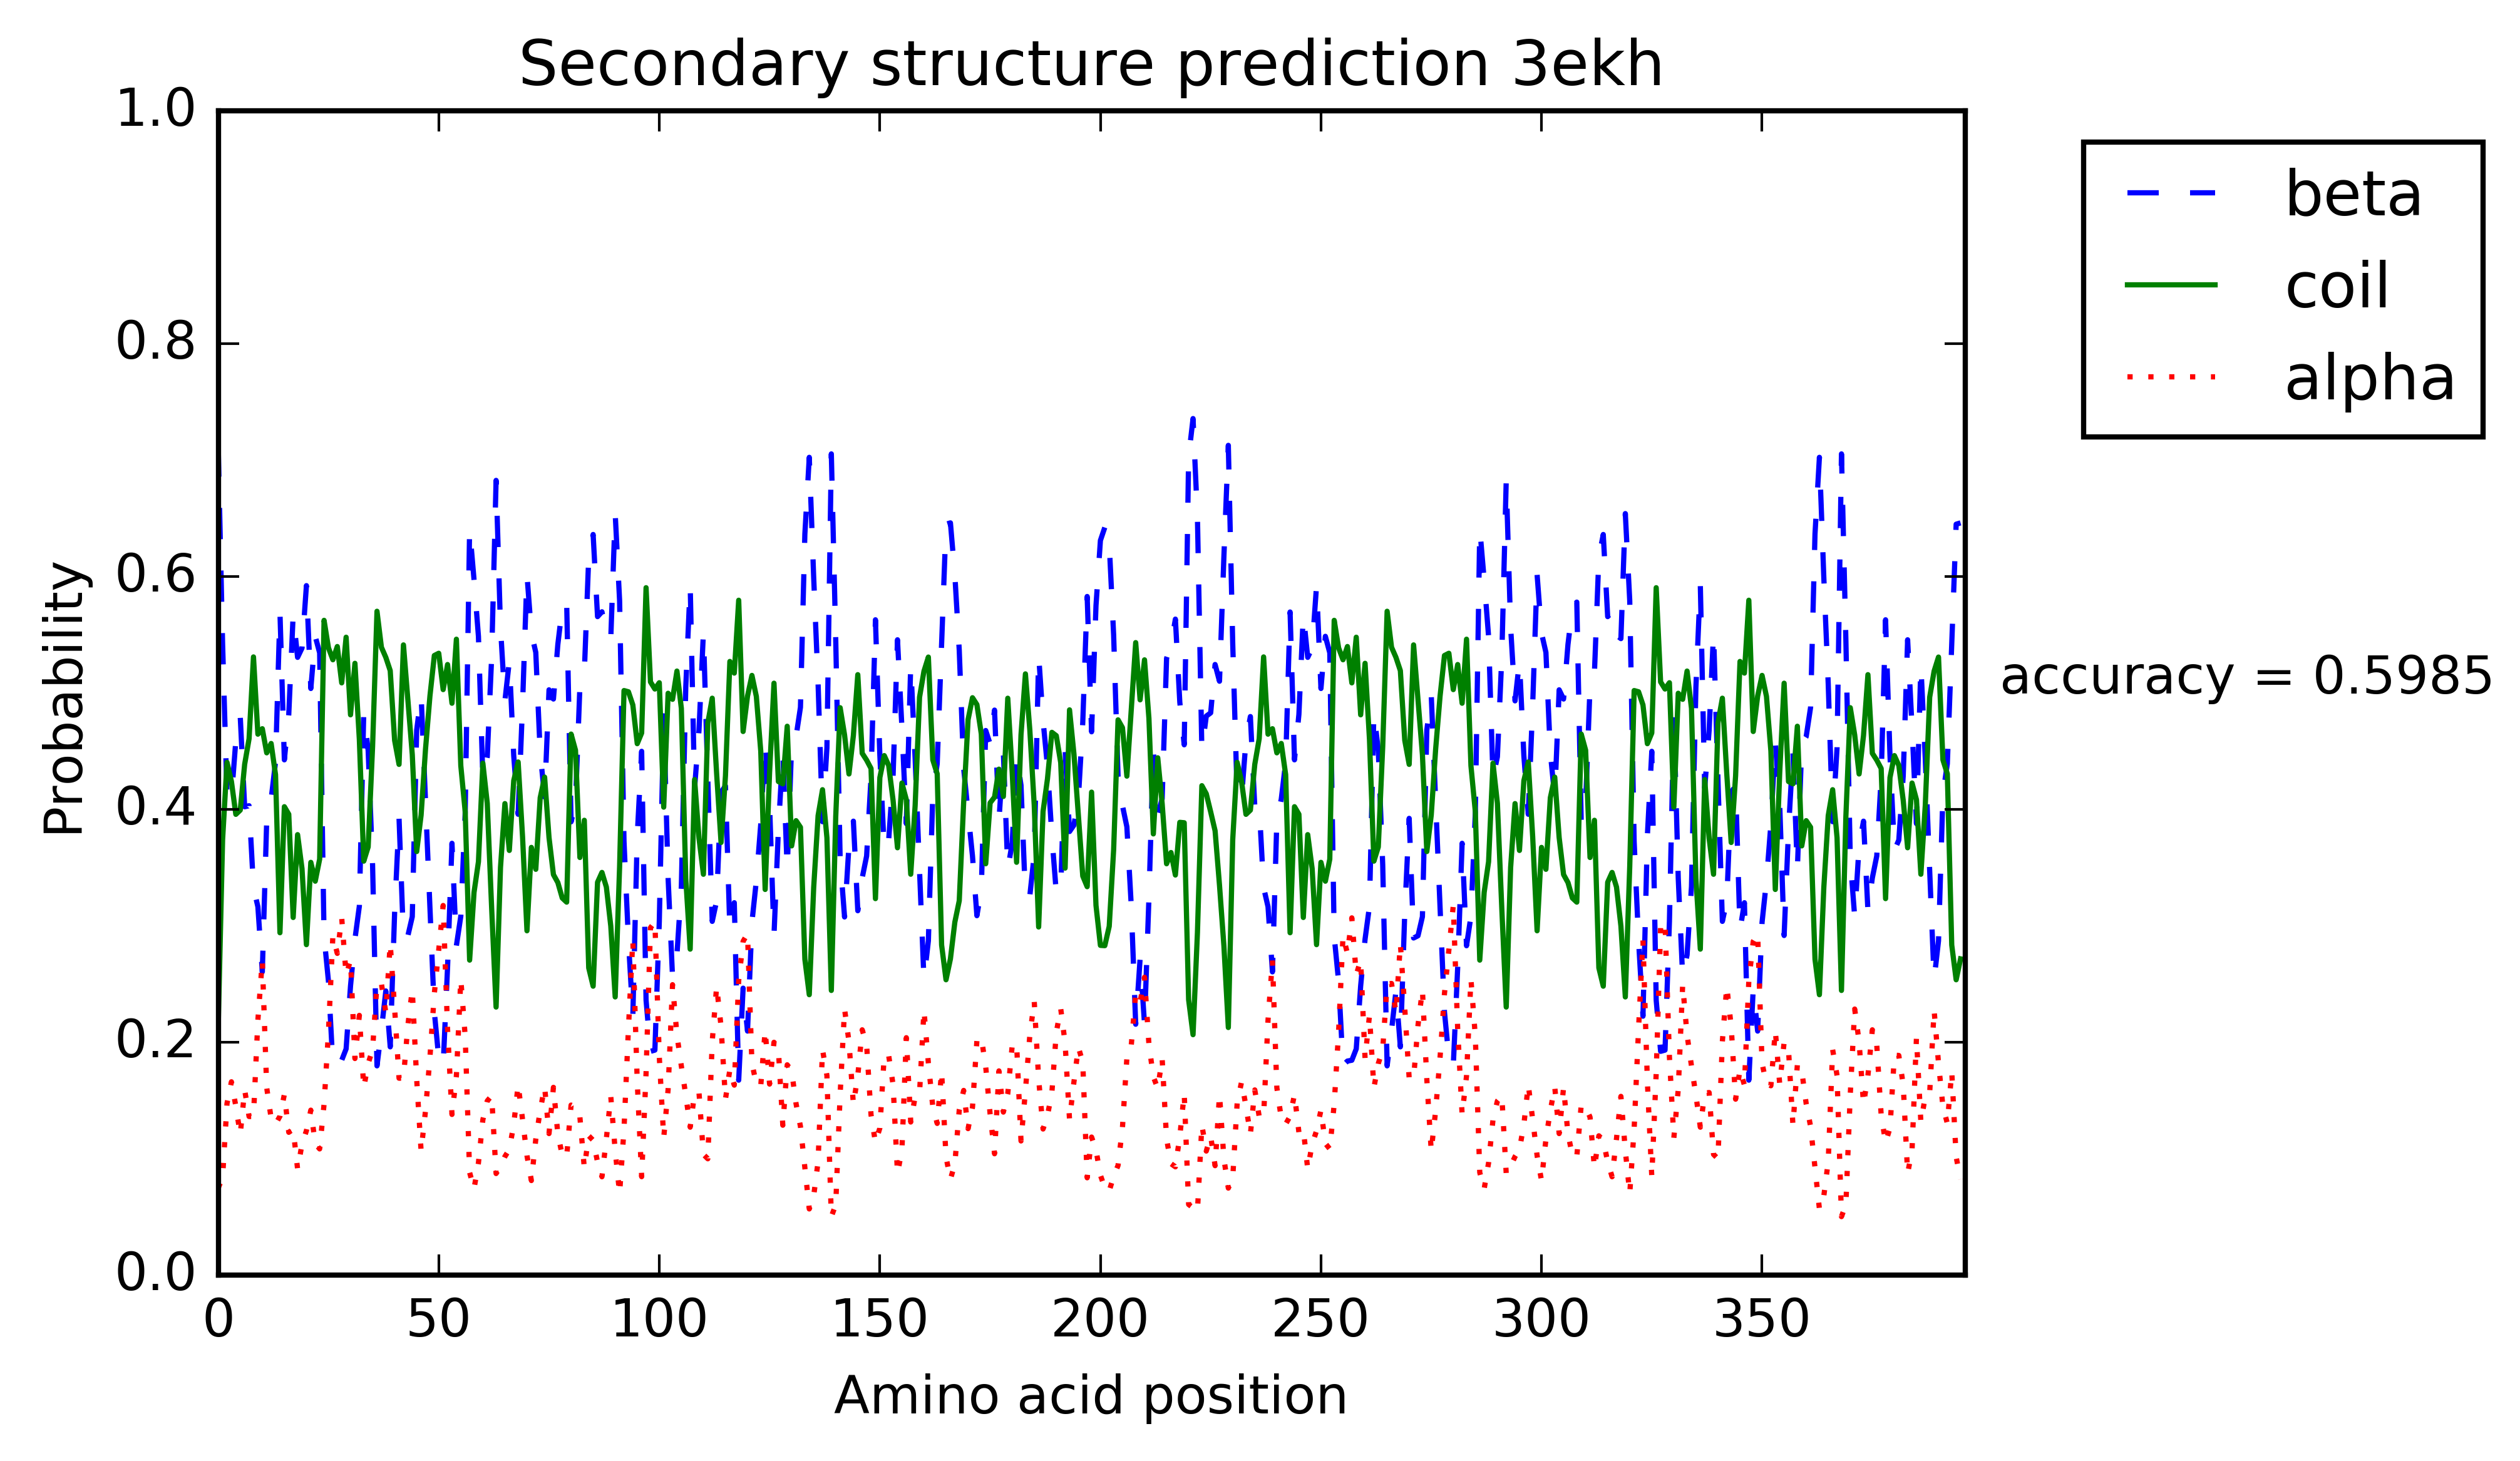 Secondary structure prediction 3ekh
1.0
0.8
0.6
0.4
0.2
0.0
Probability
0 50 100 150 200 250 300 350
Amino acid position
beta
coil
alpha
accuracy = 0.5985